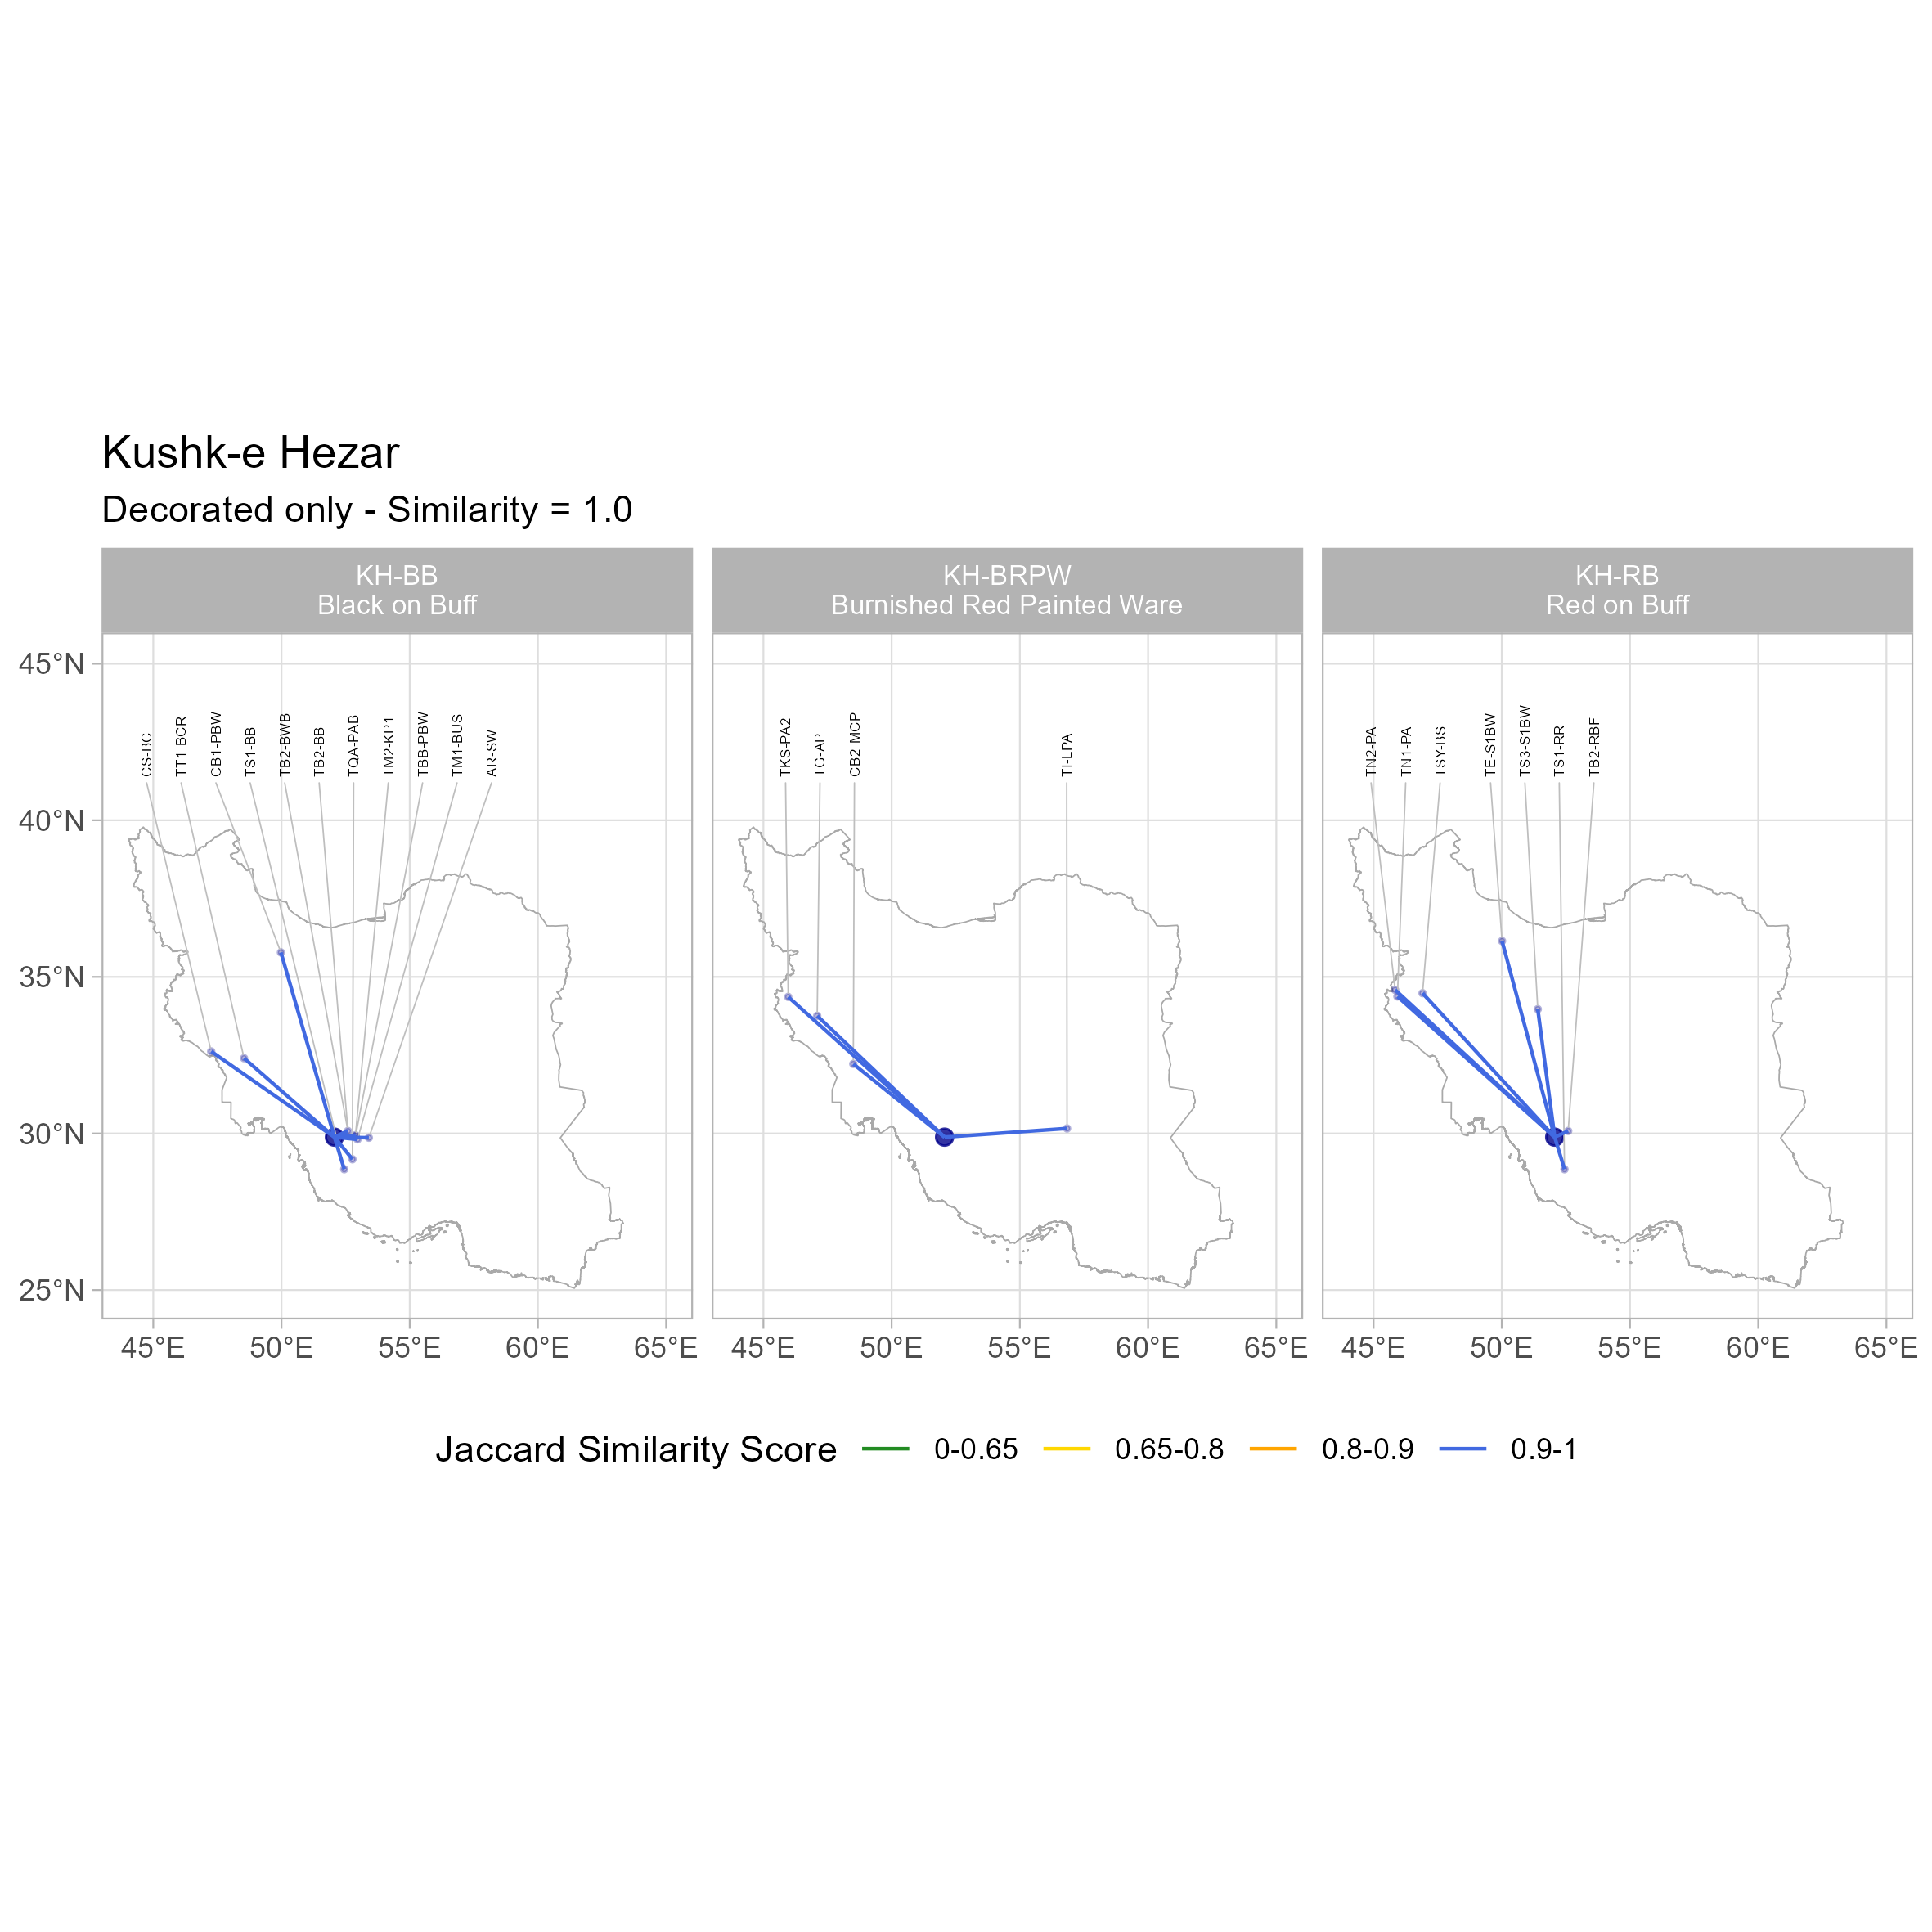 Kushk-e Hezar
Decorated only - Similarity = 1.0
KH-BB
Black on Buff
KH-BRPW
Burnished Red Painted Ware
KH-RB
Red on Buff
45°N
40°N
35°N
30°N
25°N
CS-BC
TT1-BCR
CB1-PBW
TS1-BB
TB2-BWB
TB2-BB
TQA-PAB
TM2-KP1
TBB-PBW
TM1-BUS
AR-SW
TKS-PA2
TG-AP
CB2-MCP
TI-LPA
TN2-PA
TN1-PA
TSY-BS
TE-S1BW
TS3-S1BW
TS1-RR
TB2-RBF
45°E 50°E 55°E 60°E 65°E
45°E 50°E 55°E 60°E 65°E
45°E 50°E 55°E 60°E 65°E
Jaccard Similarity Score 0-0.65 0.65-0.8 0.8-0.9 0.9-1